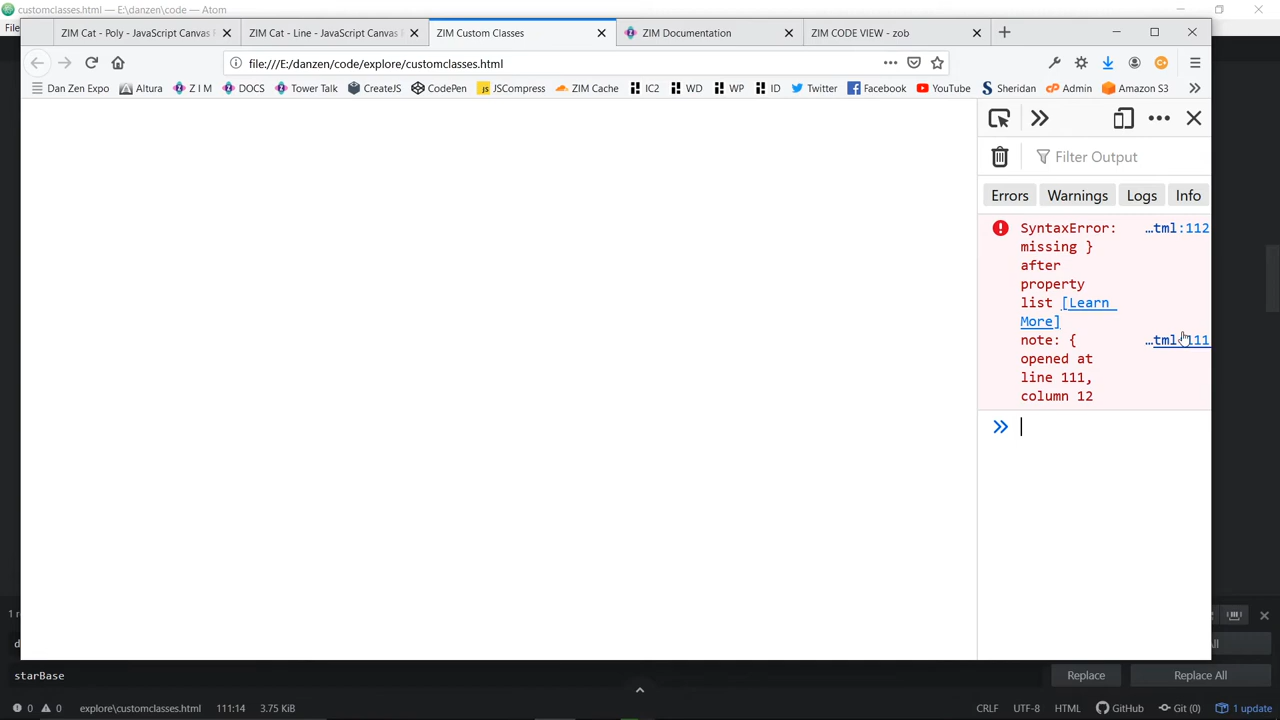 customclasses.html — E:\danzen\code — Atom
ZIM Cat - Poly - JavaScript Canvas
ZIM Cat - Line - JavaScript Canvas
ZIM Custom Classes
ZIM Documentation
ZIM CODE VIEW - zob
file:///E:/danzen/code/explore/customclasses.html
Dan Zen Expo
Altura
Z I M
DOCS
Tower Talk
CreateJS
CodePen
JSCompress
ZIM Cache
IC2
WD
WP
ID
Twitter
Facebook
YouTube
Sheridan
Admin
Amazon S3
Filter Output
Errors
Warnings
Logs
Info
SyntaxError: …tml:112
missing }
after
property
list [Learn
More]
note: { …tml:111
opened at
line 111,
column 12
starBase
Replace
Replace All
0
0
explore\customclasses.html
111:14
3.75 KiB
CRLF
UTF-8
HTML
GitHub
Git (0)
1 update